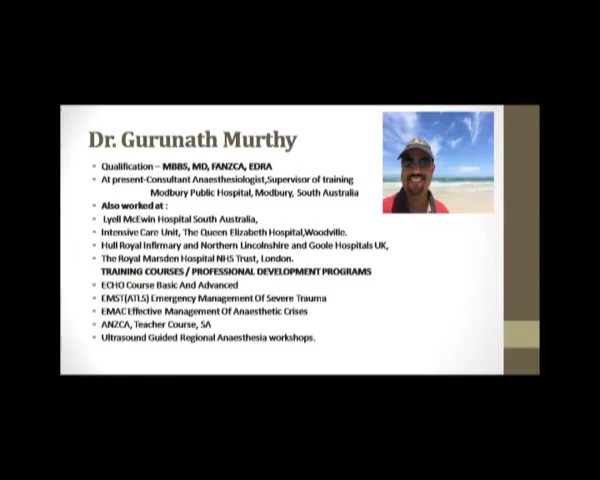 Dr. Gurunath Murthy
Qualification – MBBS, MD, FANZCA, EDRA
At present-Consultant Anaesthesiologist,Supervisor of training
Modbury Public Hospital, Modbury, South Australia
Also worked at :
Lyell McEwin Hospital South Australia,
Intensive Care Unit, The Queen Elizabeth Hospital,Woodville.
Hull Royal Infirmary and Northern Lincolnshire and Goole Hospitals UK,
The Royal Marsden Hospital NHS Trust, London.
TRAINING COURSES / PROFESSIONAL DEVELOPMENT PROGRAMS
ECHO Course Basic And Advanced
EMST(ATLS) Emergency Management Of Severe Trauma
EMAC Effective Management Of Anaesthetic Crises
ANZCA, Teacher Course, SA
Ultrasound Guided Regional Anaesthesia workshops.